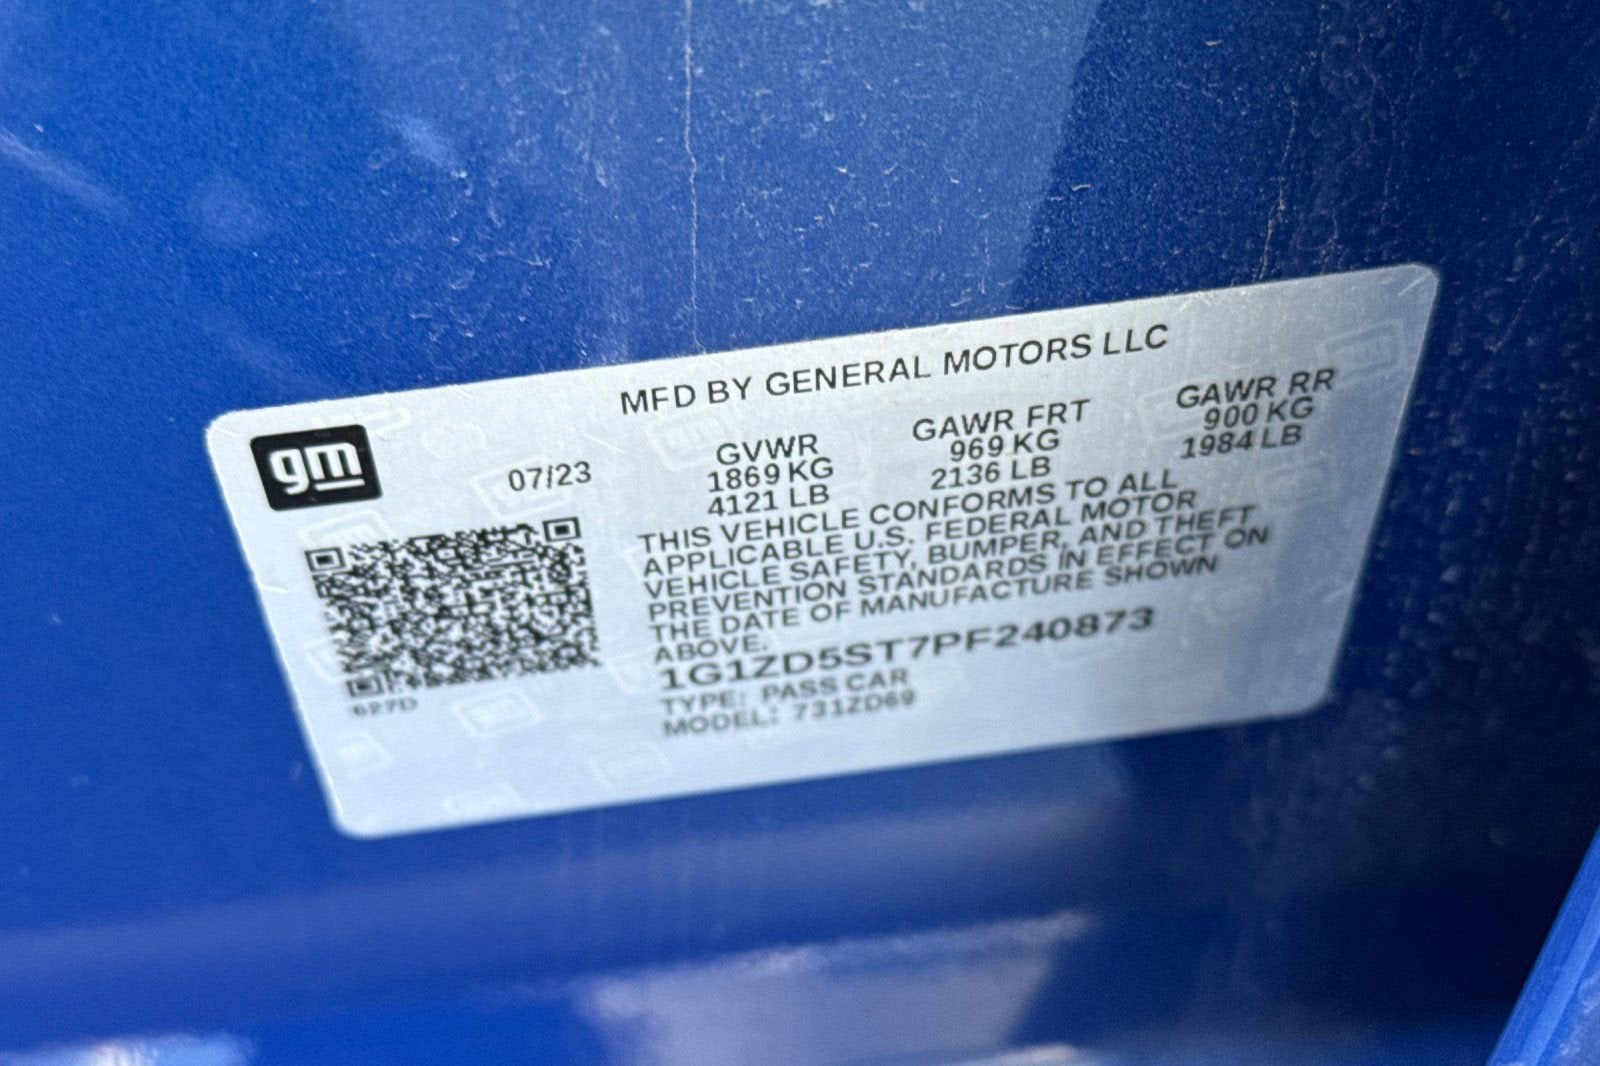 MFD BY GENERAL MOTORS LLC
gm
07/23
GVWR
1869 KG
4121 LB
GAWR FRT
969 KG
2136 LB
GAWR RR
900 KG
1984 LB
THIS VEHICLE CONFORMS TO ALL
APPLICABLE U.S. FEDERAL MOTOR
VEHICLE SAFETY, BUMPER, AND THEFT
PREVENTION STANDARDS IN EFFECT ON
THE DATE OF MANUFACTURE SHOWN
ABOVE.
1G1ZD5ST7PF240873
TYPE: PASS CAR
MODEL: 731ZD69
627D